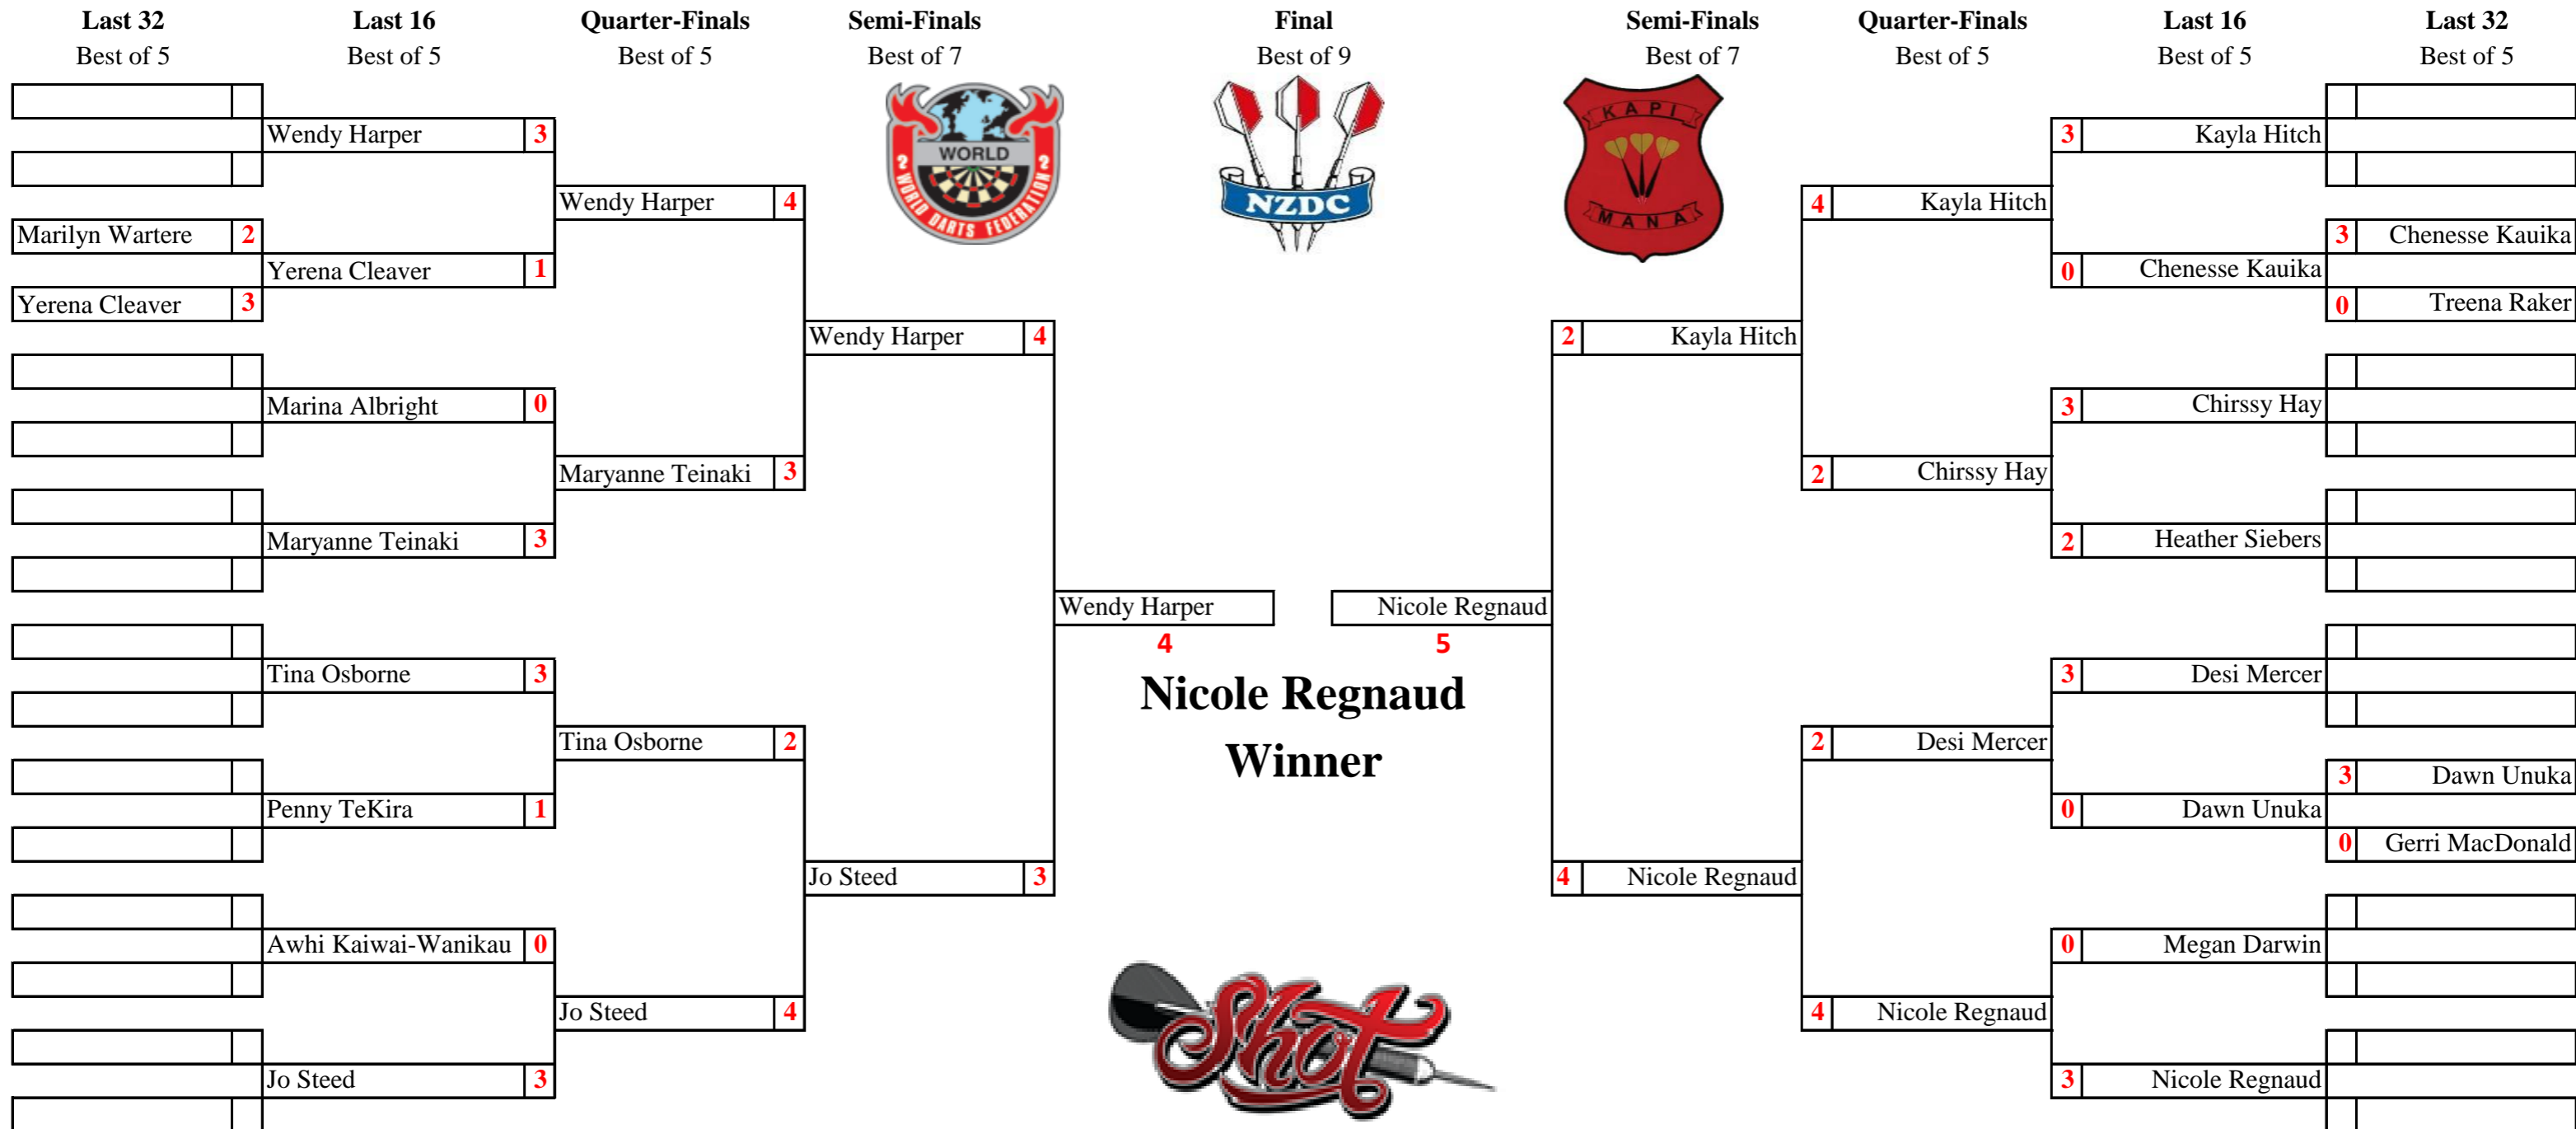 Last 32 Last 16 Quarter-Finals Semi-Finals Final Semi-Finals Quarter-Finals Last 16 Last 32
Best of 5 Best of 5 Best of 5 Best of 7 Best of 9 Best of 7 Best of 5 Best of 5 Best of 5
KAPI
Wendy Harper 3 3 Kayla Hitch
WORLD
2 WORLD DARTS FEDERATION 2
Wendy Harper 4 NZDC 4 Kayla Hitch
MANA
Marilyn Wartere 2 3 Chenesse Kauika
Yerena Cleaver 1 0 Chenesse Kauika
Yerena Cleaver 3 0 Treena Raker
Wendy Harper 4 2 Kayla Hitch
Marina Albright 0 3 Chirssy Hay
Maryanne Teinaki 3 2 Chirssy Hay
Maryanne Teinaki 3 2 Heather Siebers
Wendy Harper Nicole Regnaud
4 5
Tina Osborne 3 3 Desi Mercer
Nicole Regnaud
Tina Osborne 2 2 Desi Mercer
Winner
3 Dawn Unuka
Penny TeKira 1 0 Dawn Unuka
0 Gerri MacDonald
Jo Steed 3 4 Nicole Regnaud
Awhi Kaiwai-Wanikau 0 0 Megan Darwin
Jo Steed 4 4 Nicole Regnaud
Shot
Jo Steed 3 3 Nicole Regnaud